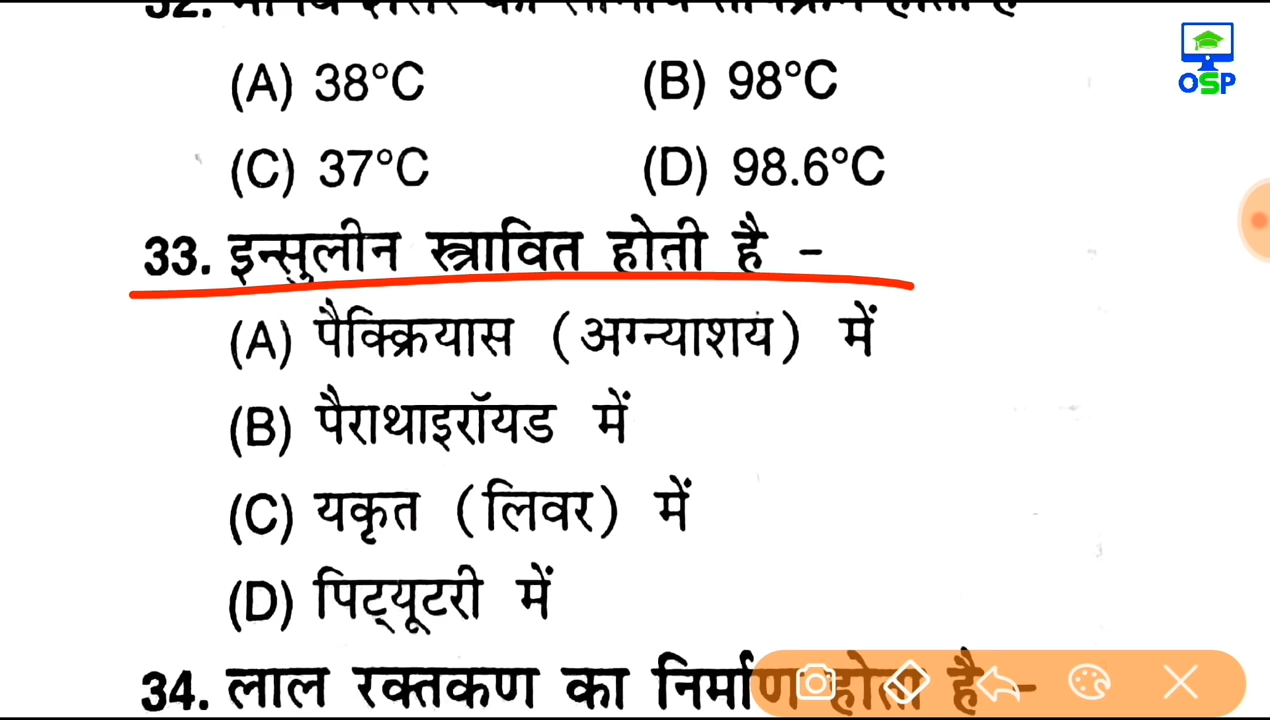 (A) 38°C (B) 98°C
OSP
(C) 37°C (D) 98.6°C
33. इन्सुलीन स्त्रावित होती है -
(A) पैक्क्रियास (अग्न्याशय) में
(B) पैराथाइरॉयड में
(C) यकृत (लिवर) में
(D) पिट्यूटरी में
34. लाल रक्तकण का निर्माण होता है -